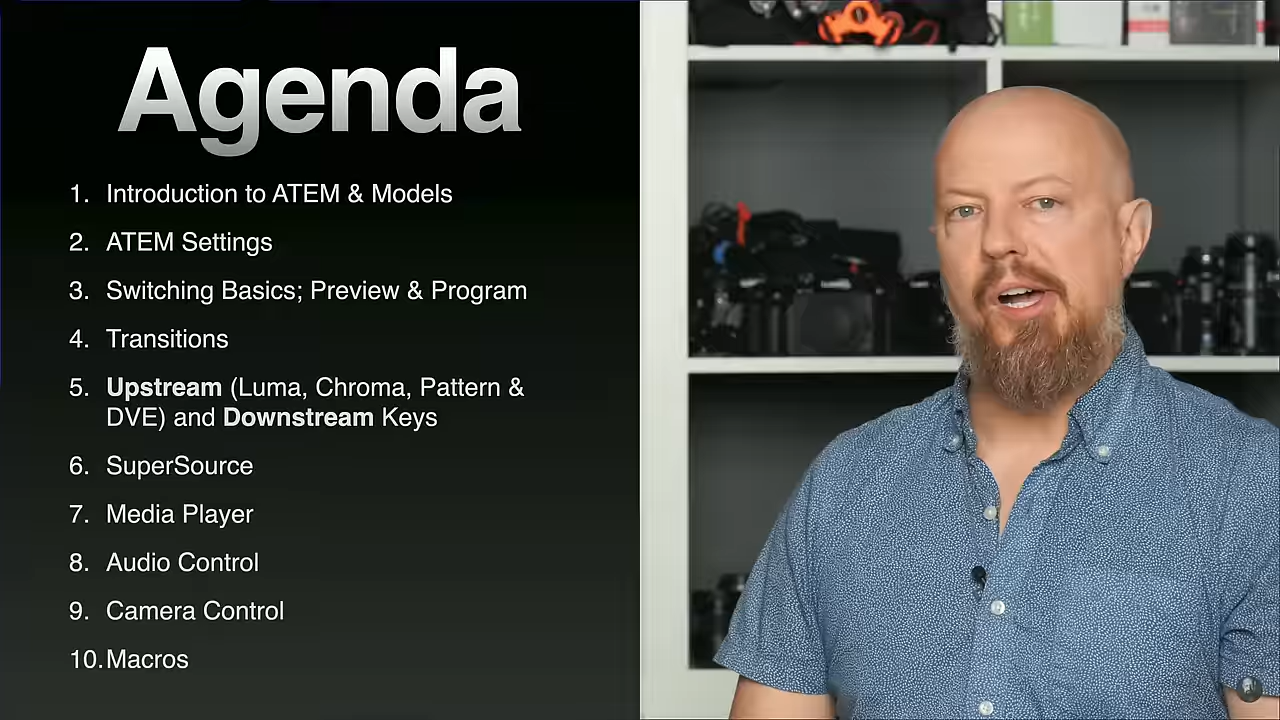 Agenda
1. Introduction to ATEM & Models
2. ATEM Settings
3. Switching Basics; Preview & Program
4. Transitions
5. Upstream (Luma, Chroma, Pattern &
DVE) and Downstream Keys
6. SuperSource
7. Media Player
8. Audio Control
9. Camera Control
10. Macros